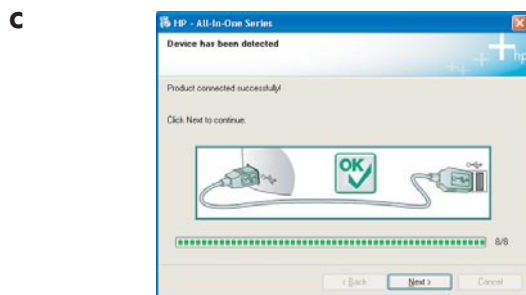 c
HP - All-In-One Series
Device has been detected
hp
Product connected successfully!
Click Next to continue.
OK
8/8
< Back
Next >
Cancel